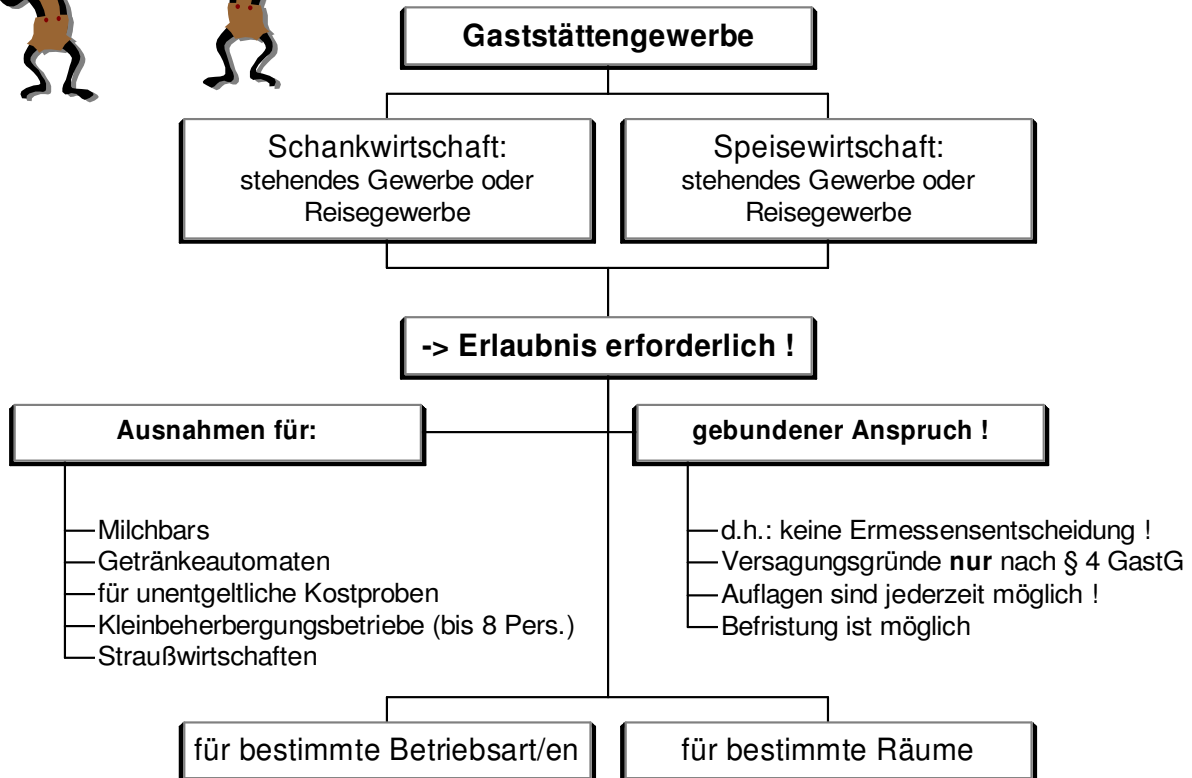 Gaststättengewerbe
Schankwirtschaft:
stehendes Gewerbe oder
Reisegewerbe
Speisewirtschaft:
stehendes Gewerbe oder
Reisegewerbe
-> Erlaubnis erforderlich !
Ausnahmen für:
Milchbars
Getränkeautomaten
für unentgeltliche Kostproben
Kleinbeherbergungsbetriebe (bis 8 Pers.)
Straußwirtschaften
gebundener Anspruch !
d.h.: keine Ermessensentscheidung !
Versagungsgründe nur nach § 4 GastG
Auflagen sind jederzeit möglich !
Befristung ist möglich
für bestimmte Betriebsart/en
für bestimmte Räume